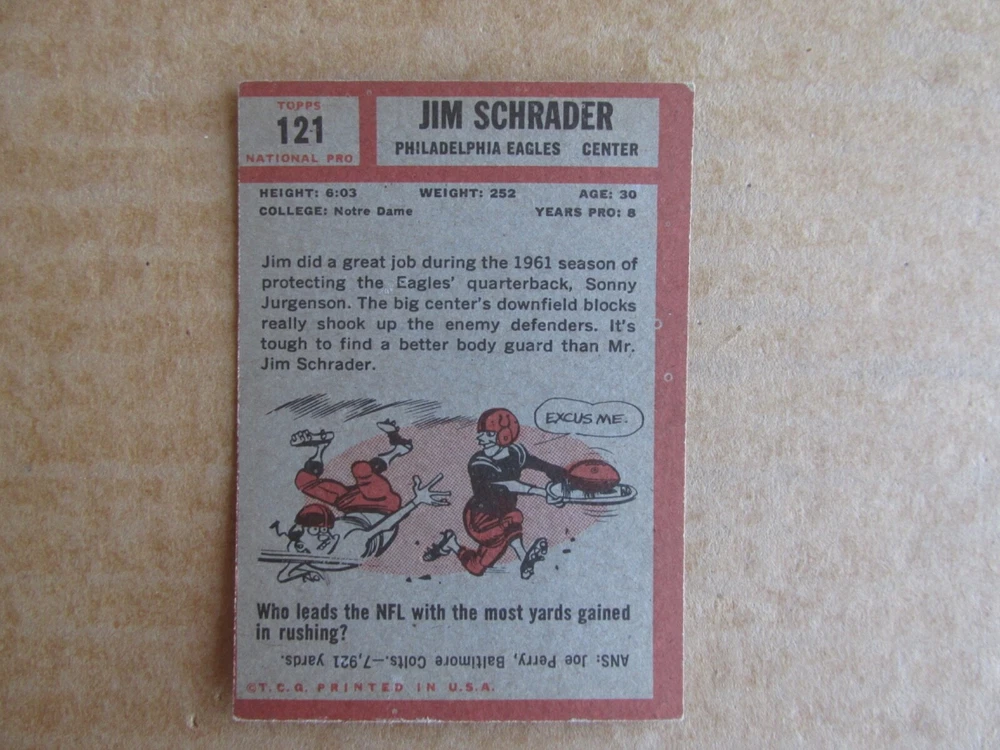 TOPPS
121
NATIONAL PRO
JIM SCHRADER
PHILADELPHIA EAGLES CENTER
HEIGHT: 6:03 WEIGHT: 252 AGE: 30
COLLEGE: Notre Dame YEARS PRO: 8
Jim did a great job during the 1961 season of
protecting the Eagles' quarterback, Sonny
Jurgenson. The big center's downfield blocks
really shook up the enemy defenders. It's
tough to find a better body guard than Mr.
Jim Schrader.
EXCUS ME.
Who leads the NFL with the most yards gained
in rushing?
ANS: Joe Perry, Baltimore Colts.—7,921 yards.
©T.C.G. PRINTED IN U.S.A.